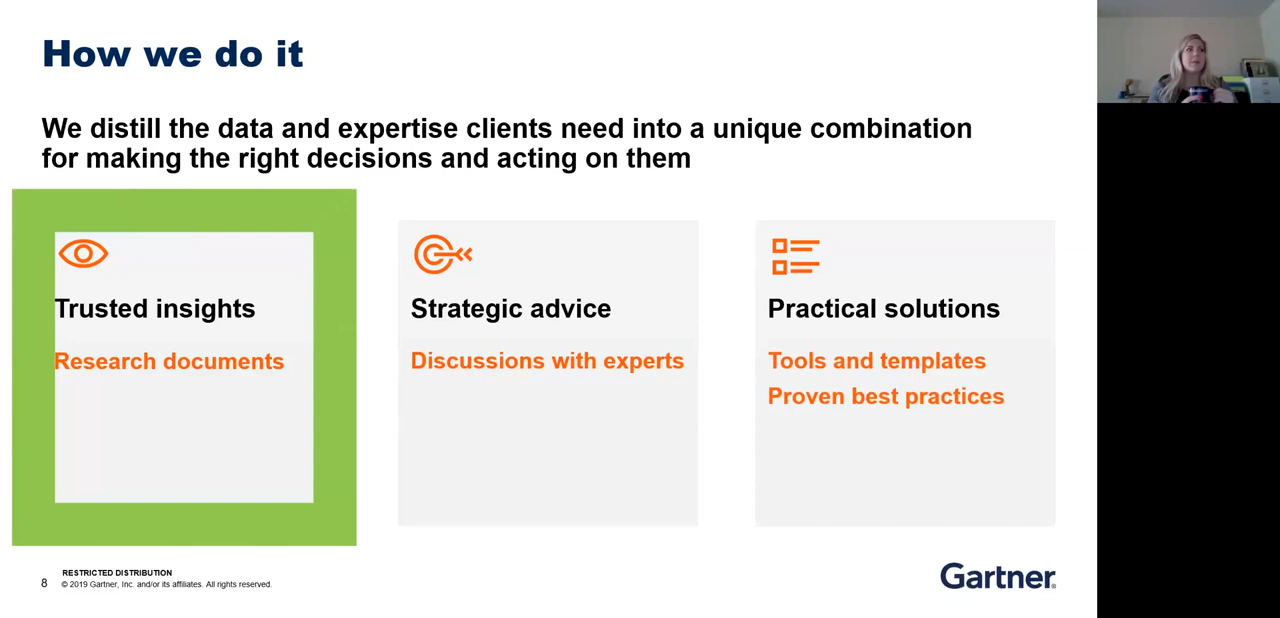 How we do it
We distill the data and expertise clients need into a unique combination
for making the right decisions and acting on them
Trusted insights
Research documents
Strategic advice
Discussions with experts
Practical solutions
Tools and templates
Proven best practices
8
RESTRICTED DISTRIBUTION
© 2019 Gartner, Inc. and/or its affiliates. All rights reserved.
Gartner®